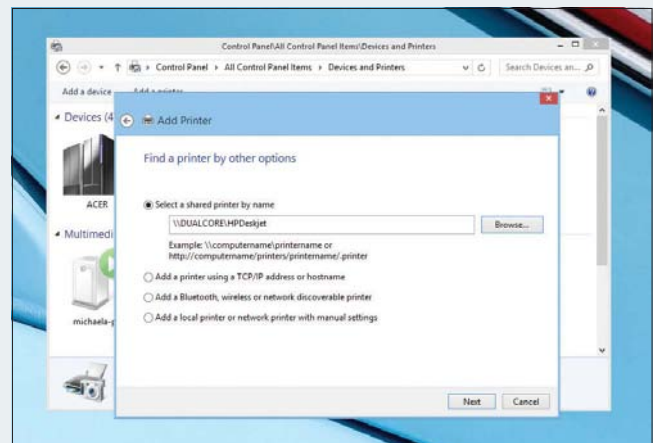 Control Panel\All Control Panel Items\Devices and Printers
Control Panel
All Control Panel Items
Devices and Printers
Search Devices an...
Add a device
Add a printer
Devices (4
Add Printer
Find a printer by other options
ACER
Select a shared printer by name
\\DUALCORE\HPDeskjet
Browse...
Multimedi
Example: \\computername\printername or
http://computername/printers/printername/.printer
Add a printer using a TCP/IP address or hostname
Add a Bluetooth, wireless or network discoverable printer
Add a local printer or network printer with manual settings
Next
Cancel